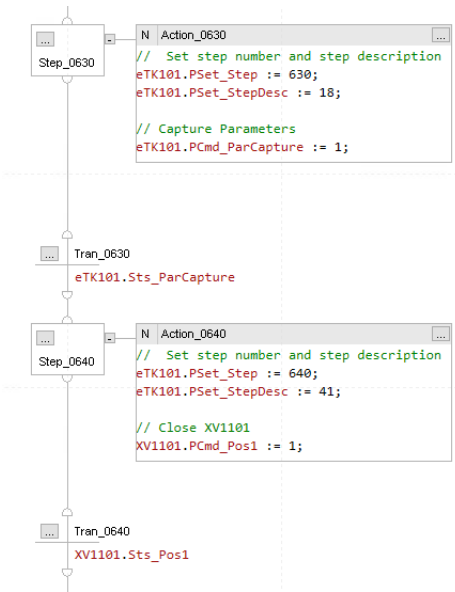 ...
-
N Action_0630 ...
Step_0630
// Set step number and step description
eTK101.PSet_Step := 630;
eTK101.PSet_StepDesc := 18;
// Capture Parameters
eTK101.PCmd_ParCapture := 1;
... Tran_0630
eTK101.Sts_ParCapture
...
-
N Action_0640 ...
Step_0640
// Set step number and step description
eTK101.PSet_Step := 640;
eTK101.PSet_StepDesc := 41;
// Close XV1101
XV1101.PCmd_Pos1 := 1;
... Tran_0640
XV1101.Sts_Pos1